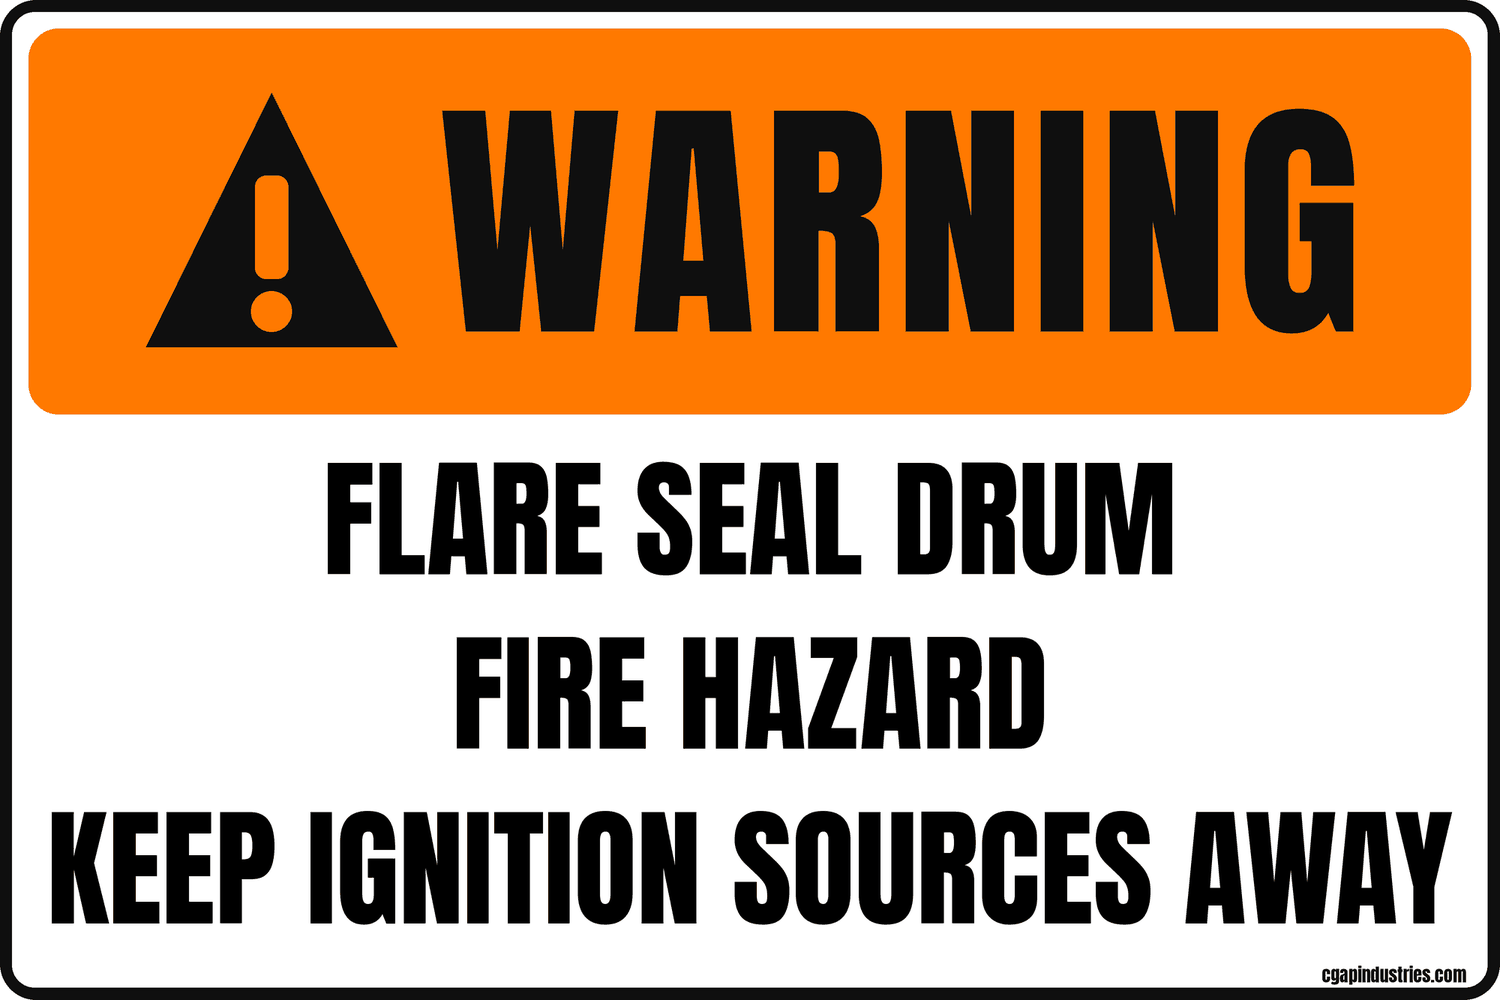 WARNING
FLARE SEAL DRUM
FIRE HAZARD
KEEP IGNITION SOURCES AWAY
cgapindustries.com